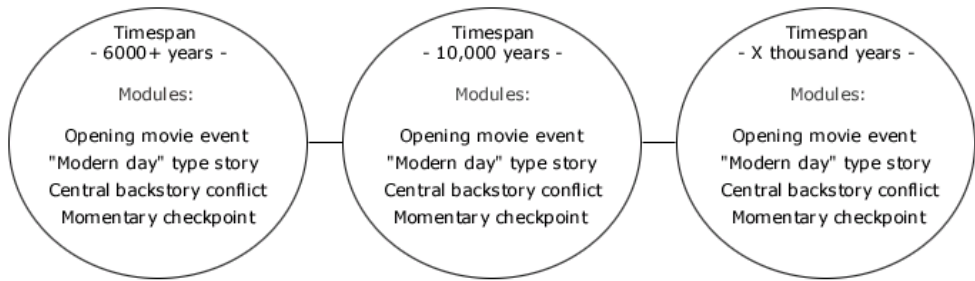 Timespan
- 6000+ years -
Modules:
Opening movie event
"Modern day" type story
Central backstory conflict
Momentary checkpoint
Timespan
- 10,000 years -
Modules:
Opening movie event
"Modern day" type story
Central backstory conflict
Momentary checkpoint
Timespan
- X thousand years -
Modules:
Opening movie event
"Modern day" type story
Central backstory conflict
Momentary checkpoint